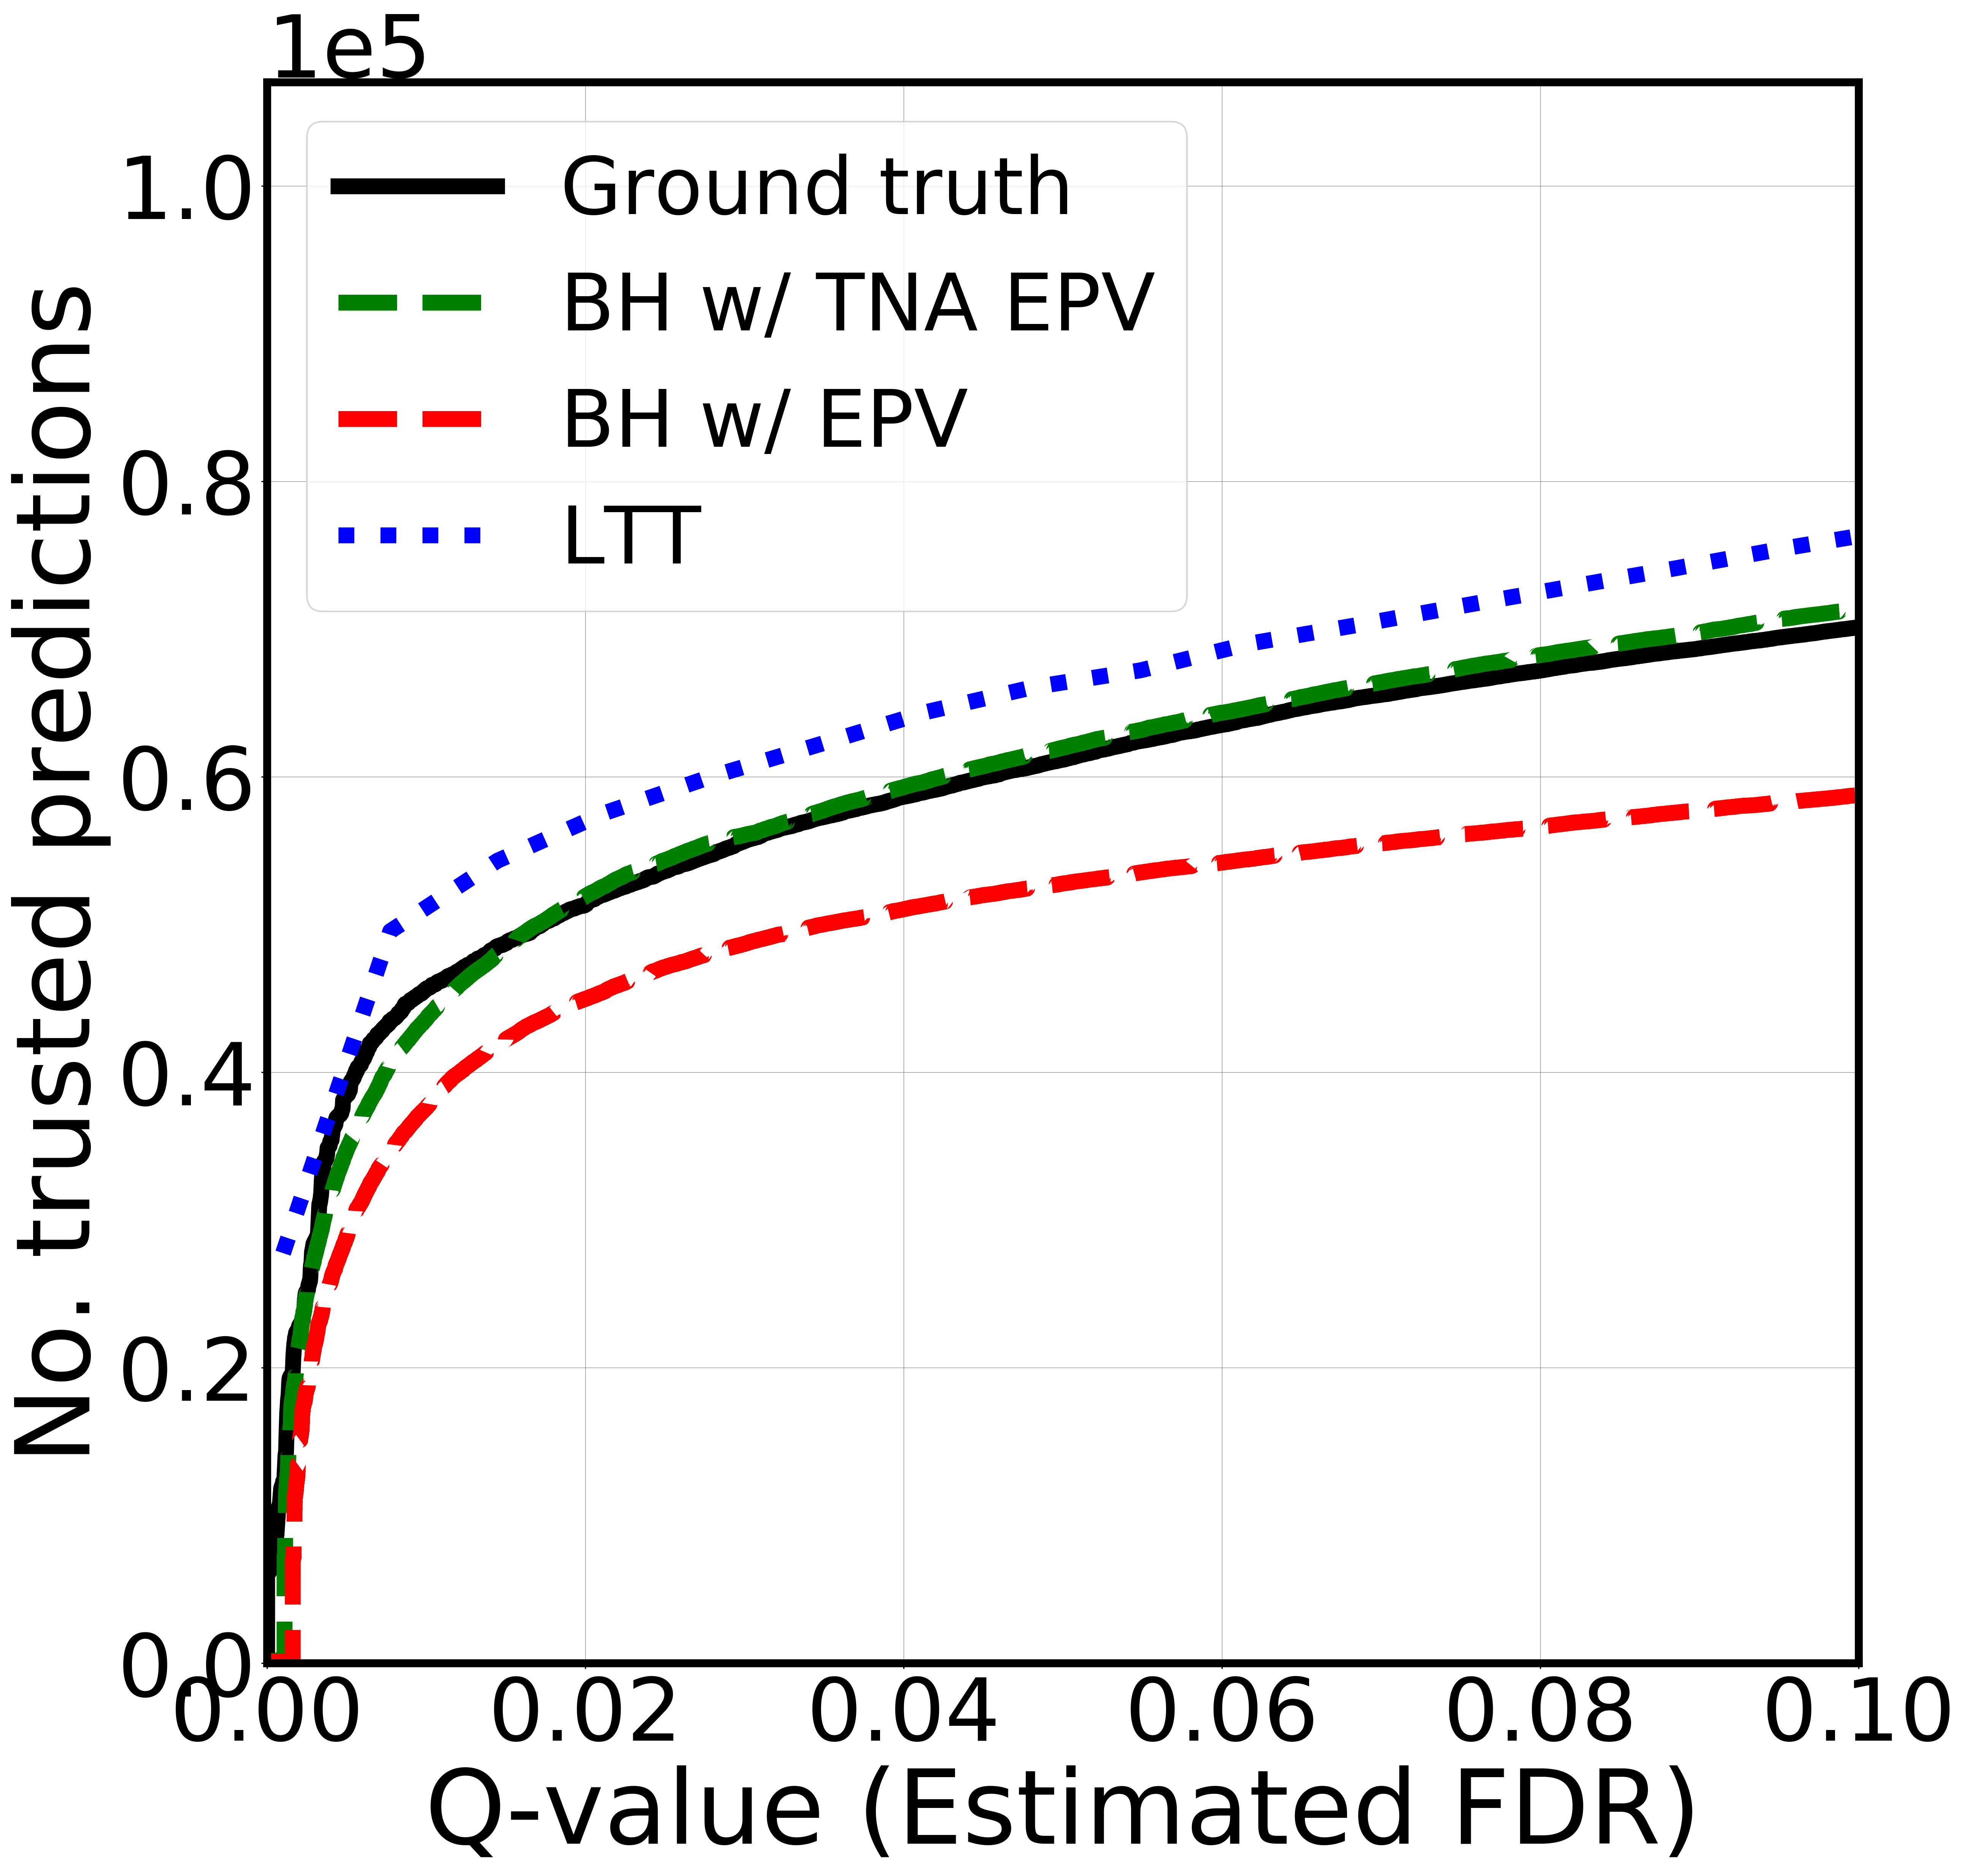 1e5
1.0
0.8
0.6
0.4
0.2
0.0
No. trusted predictions
Ground truth
BH w/ TNA EPV
BH w/ EPV
LTT
0.00 0.02 0.04 0.06 0.08 0.10
Q-value (Estimated FDR)